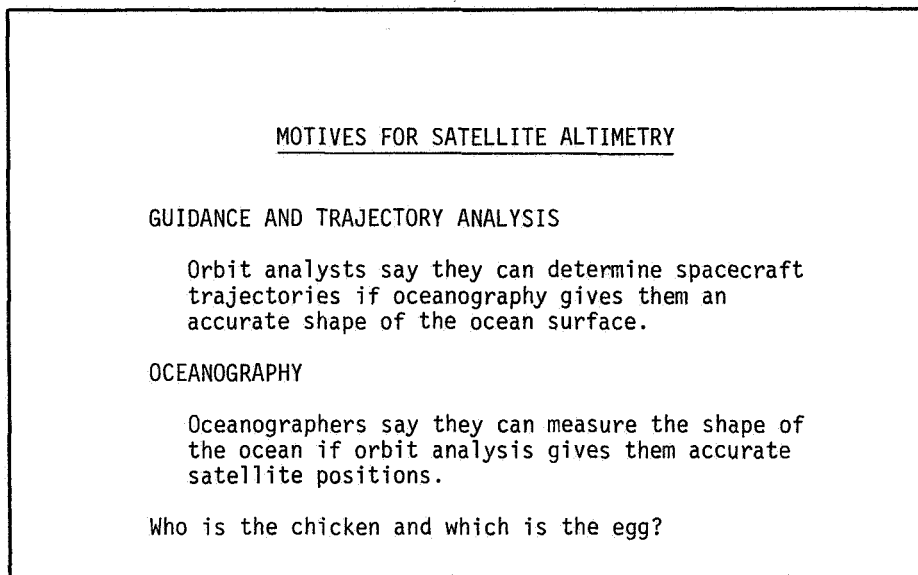 MOTIVES FOR SATELLITE ALTIMETRY
GUIDANCE AND TRAJECTORY ANALYSIS
Orbit analysts say they can determine spacecraft
trajectories if oceanography gives them an
accurate shape of the ocean surface.
OCEANOGRAPHY
Oceanographers say they can measure the shape of
the ocean if orbit analysis gives them accurate
satellite positions.
Who is the chicken and which is the egg?